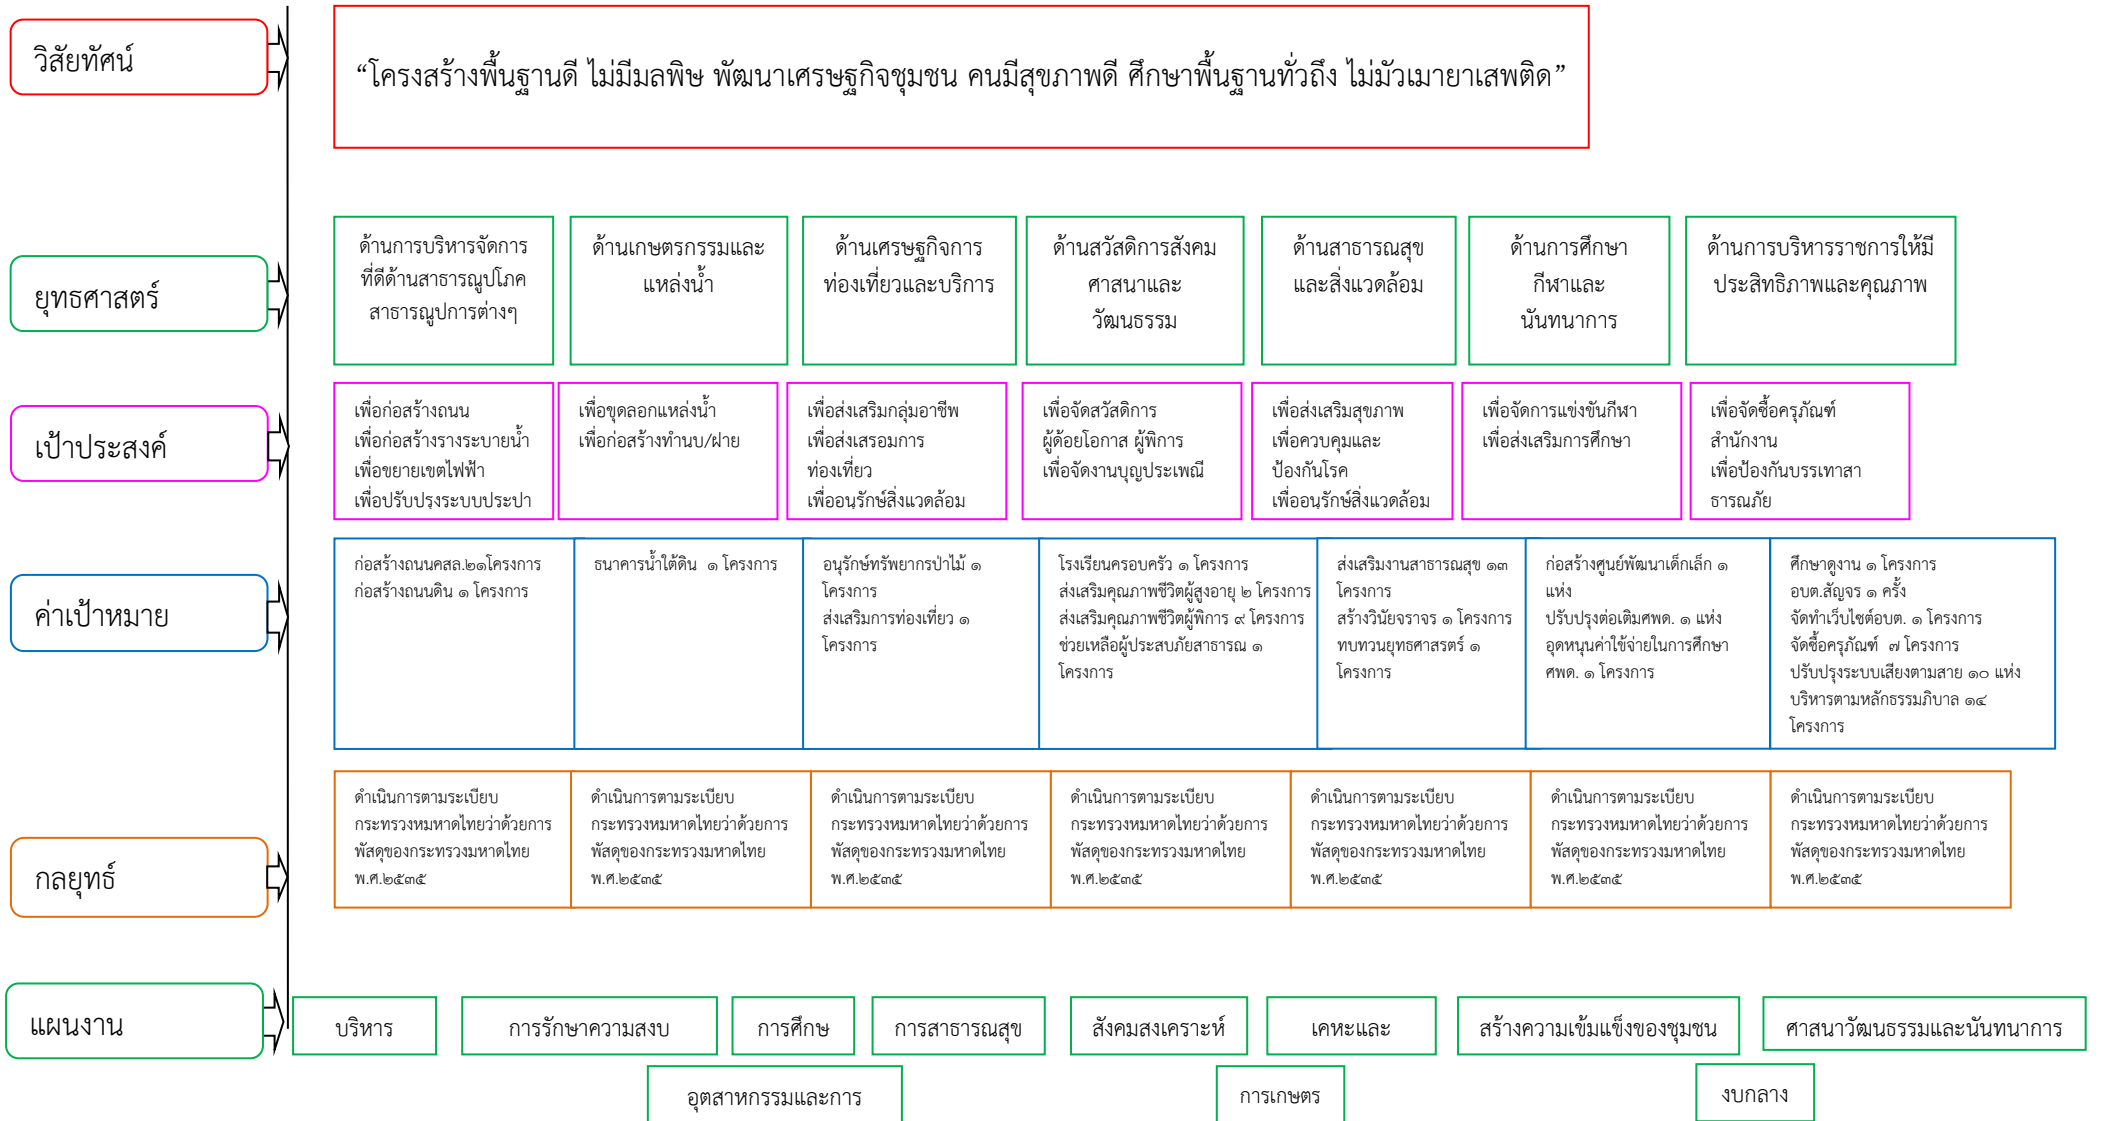 วิสัยทัศน์
“โครงสร้างพื้นฐานดี ไม่มีมลพิษ พัฒนาเศรษฐกิจชุมชน คนมีสุขภาพดี ศึกษาพื้นฐานทั่วถึง ไม่มัวเมายาเสพติด”
ยุทธศาสตร์
ด้านการบริหารจัดการ
ที่ดีด้านสาธารณูปโภค
สาธารณูปการต่างๆ
ด้านเกษตรกรรมและ
แหล่งน้ำ
ด้านเศรษฐกิจการ
ท่องเที่ยวและบริการ
ด้านสวัสดิการสังคม
ศาสนาและ
วัฒนธรรม
ด้านสาธารณสุข
และสิ่งแวดล้อม
ด้านการศึกษา
กีฬาและ
นันทนาการ
ด้านการบริหารราชการให้มี
ประสิทธิภาพและคุณภาพ
เป้าประสงค์
เพื่อก่อสร้างถนน
เพื่อก่อสร้างรางระบายน้ำ
เพื่อขยายเขตไฟฟ้า
เพื่อปรับปรุงระบบประปา
เพื่อขุดลอกแหล่งน้ำ
เพื่อก่อสร้างทำนบ/ฝาย
เพื่อส่งเสริมกลุ่มอาชีพ
เพื่อส่งเสรอมการ
ท่องเที่ยว
เพื่ออนุรักษ์สิ่งแวดล้อม
เพื่อจัดสวัสดิการ
ผู้ด้อยโอกาส ผู้พิการ
เพื่อจัดงานบุญประเพณี
เพื่อส่งเสริมสุขภาพ
เพื่อควบคุมและ
ป้องกันโรค
เพื่ออนุรักษ์สิ่งแวดล้อม
เพื่อจัดการแข่งขันกีฬา
เพื่อส่งเสริมการศึกษา
เพื่อจัดซื้อครุภัณฑ์
สำนักงาน
เพื่อป้องกันบรรเทาสา
ธารณภัย
ค่าเป้าหมาย
ก่อสร้างถนนคสล.๒๑โครงการ
ก่อสร้างถนนดิน ๑ โครงการ
ธนาคารน้ำใต้ดิน ๑ โครงการ
อนุรักษ์ทรัพยากรป่าไม้ ๑
โครงการ
ส่งเสริมการท่องเที่ยว ๑
โครงการ
โรงเรียนครอบครัว ๑ โครงการ
ส่งเสริมคุณภาพชีวิตผู้สูงอายุ ๒ โครงการ
ส่งเสริมคุณภาพชีวิตผู้พิการ ๙ โครงการ
ช่วยเหลือผู้ประสบภัยสาธารณ ๑
โครงการ
ส่งเสริมงานสาธารณสุข ๑๓
โครงการ
สร้างวินัยจราจร ๑ โครงการ
ทบทวนยุทธศาสรตร์ ๑
โครงการ
ก่อสร้างศูนย์พัฒนาเด็กเล็ก ๑
แห่ง
ปรับปรุงต่อเติมศพด. ๑ แห่ง
อุดหนุนค่าใช้จ่ายในการศึกษา
ศพด. ๑ โครงการ
ศึกษาดูงาน ๑ โครงการ
อบต.สัญจร ๑ ครั้ง
จัดทำเว็บไซต์อบต. ๑ โครงการ
จัดซื้อครุภัณฑ์ ๗ โครงการ
ปรับปรุงระบบเสียงตามสาย ๑๐ แห่ง
บริหารตามหลักธรรมภิบาล ๑๔
โครงการ
กลยุทธ์
ดำเนินการตามระเบียบ
กระทรวงหมหาดไทยว่าด้วยการ
พัสดุของกระทรวงมหาดไทย
พ.ศ.๒๕๓๕
ดำเนินการตามระเบียบ
กระทรวงหมหาดไทยว่าด้วยการ
พัสดุของกระทรวงมหาดไทย
พ.ศ.๒๕๓๕
ดำเนินการตามระเบียบ
กระทรวงหมหาดไทยว่าด้วยการ
พัสดุของกระทรวงมหาดไทย
พ.ศ.๒๕๓๕
ดำเนินการตามระเบียบ
กระทรวงหมหาดไทยว่าด้วยการ
พัสดุของกระทรวงมหาดไทย
พ.ศ.๒๕๓๕
ดำเนินการตามระเบียบ
กระทรวงหมหาดไทยว่าด้วยการ
พัสดุของกระทรวงมหาดไทย
พ.ศ.๒๕๓๕
ดำเนินการตามระเบียบ
กระทรวงหมหาดไทยว่าด้วยการ
พัสดุของกระทรวงมหาดไทย
พ.ศ.๒๕๓๕
ดำเนินการตามระเบียบ
กระทรวงหมหาดไทยว่าด้วยการ
พัสดุของกระทรวงมหาดไทย
พ.ศ.๒๕๓๕
แผนงาน
บริหาร
การรักษาความสงบ
การศึกษ
การสาธารณสุข
สังคมสงเคราะห์
เคหะและ
สร้างความเข้มแข็งของชุมชน
ศาสนาวัฒนธรรมและนันทนาการ
อุตสาหกรรมและการ
การเกษตร
งบกลาง